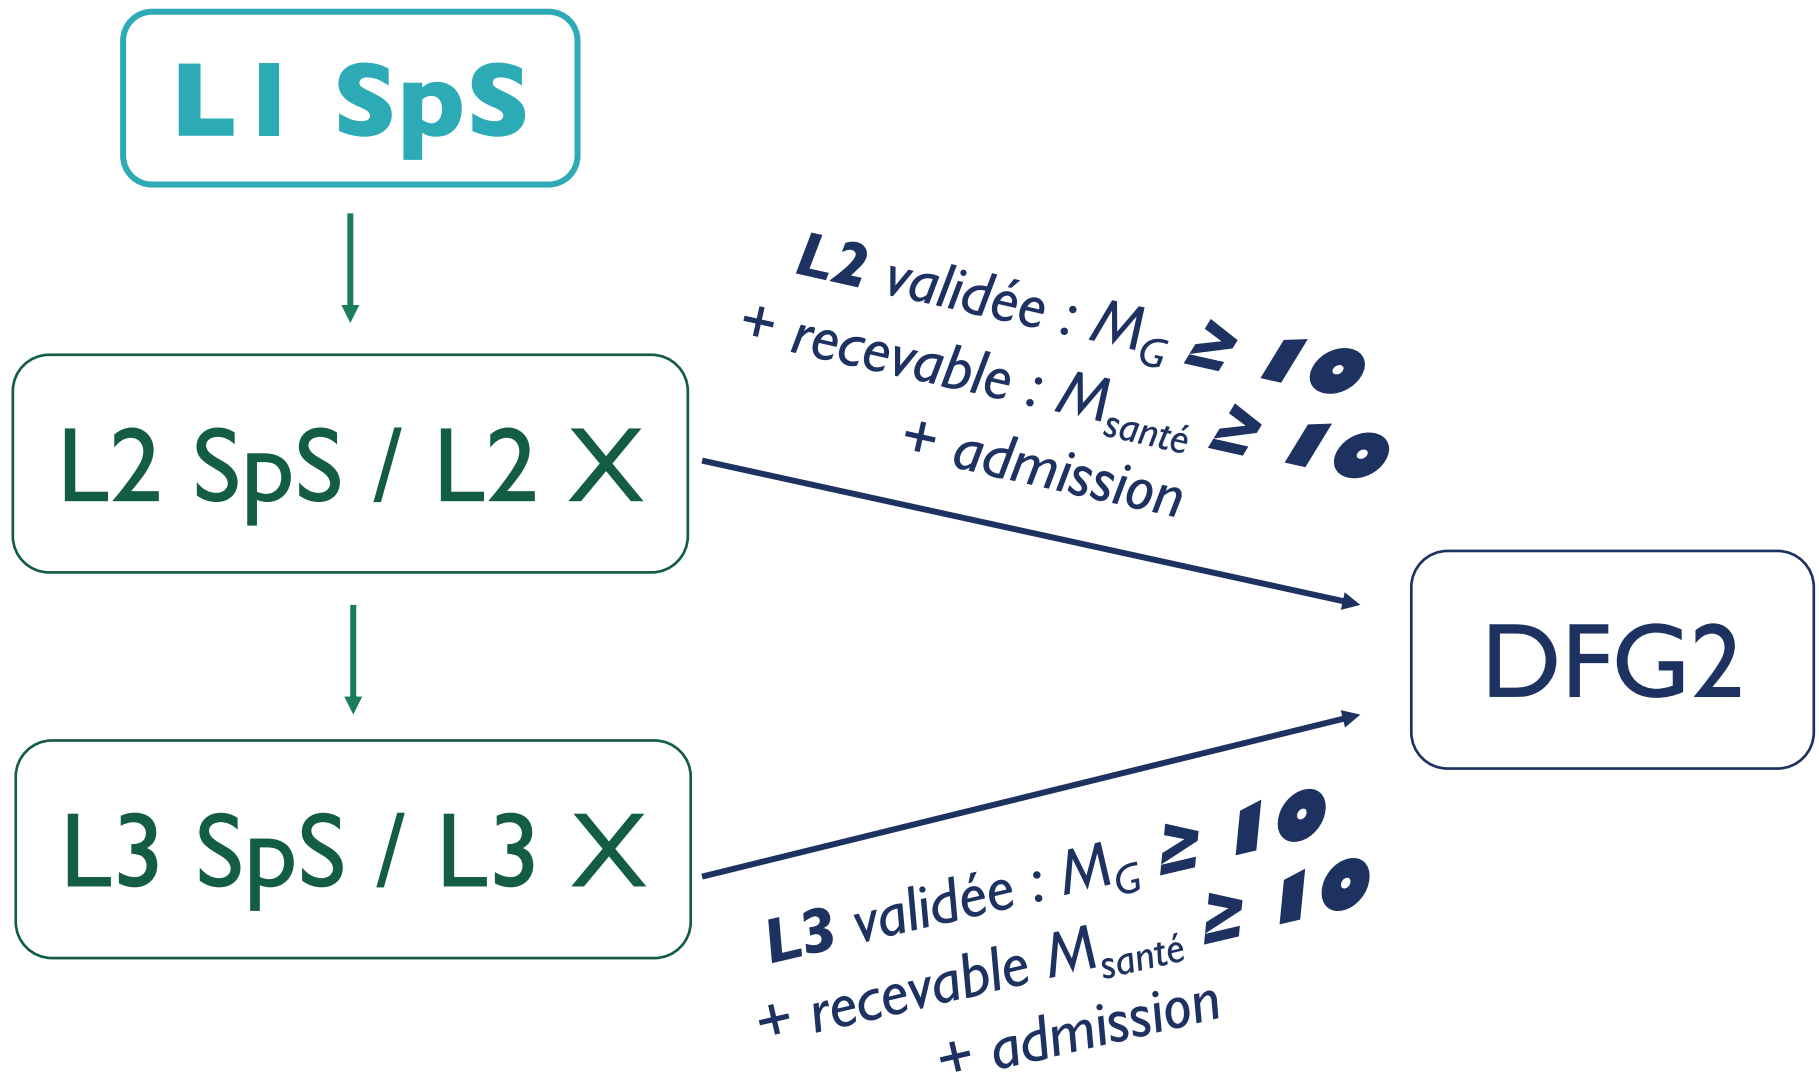 L1 SpS
L2 validée : MG ≥ 10
+ recevable : Msanté ≥ 10
+ admission
L2 SpS / L2 X
DFG2
L3 SpS / L3 X
L3 validée : MG ≥ 10
+ recevable Msanté ≥ 10
+ admission